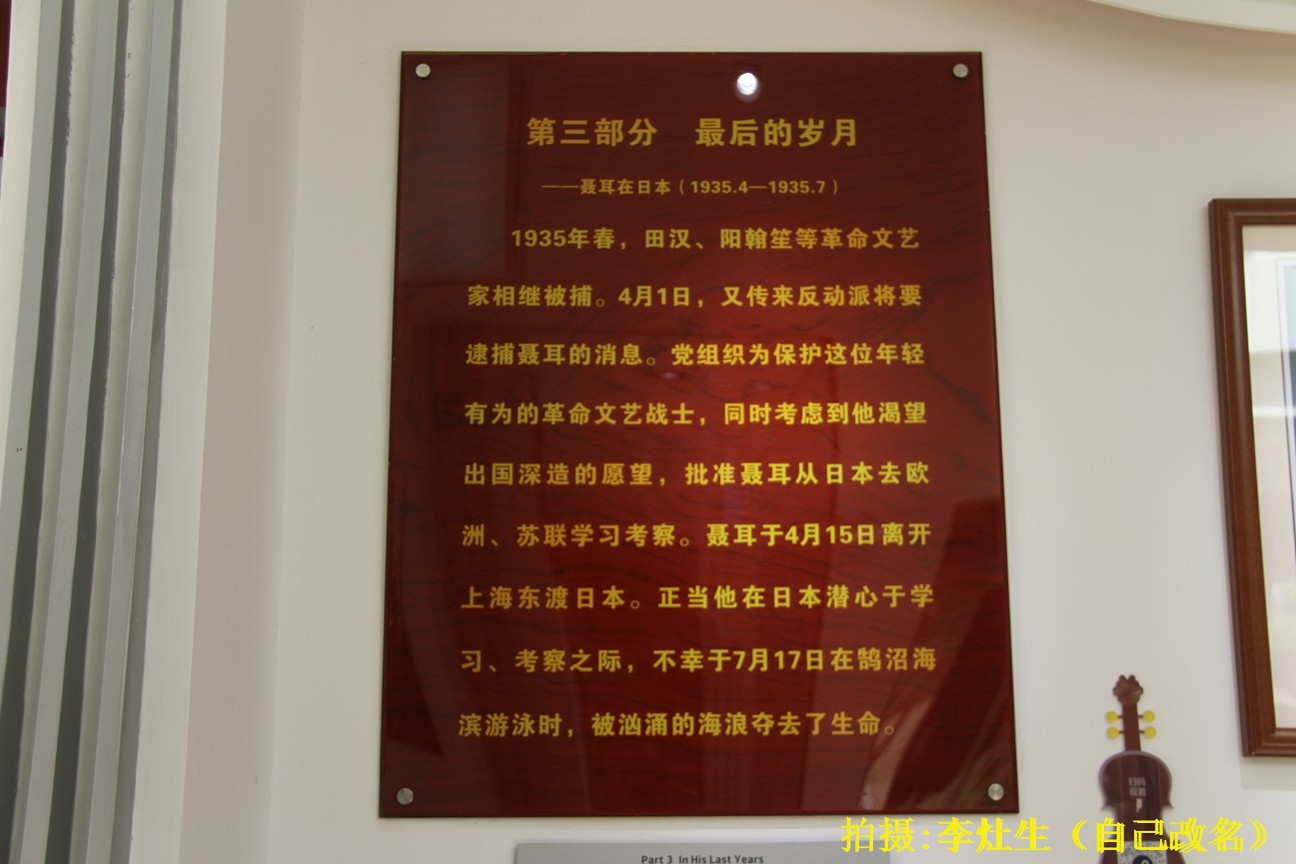 第三部分 最后的岁月
——聂耳在日本（1935.4—1935.7）
1935年春，田汉、阳翰笙等革命文艺
家相继被捕。4月1日，又传来反动派将要
逮捕聂耳的消息。党组织为保护这位年轻
有为的革命文艺战士，同时考虑到他渴望
出国深造的愿望，批准聂耳从日本去欧
洲、苏联学习考察。聂耳于4月15日离开
上海东渡日本。正当他在日本潜心于学
习、考察之际，不幸于7月17日在鹄沼海
滨游泳时，被汹涌的海浪夺去了生命。
扫码
观看
Part 3 In His Last Years
拍摄:李灶生（自己改名）